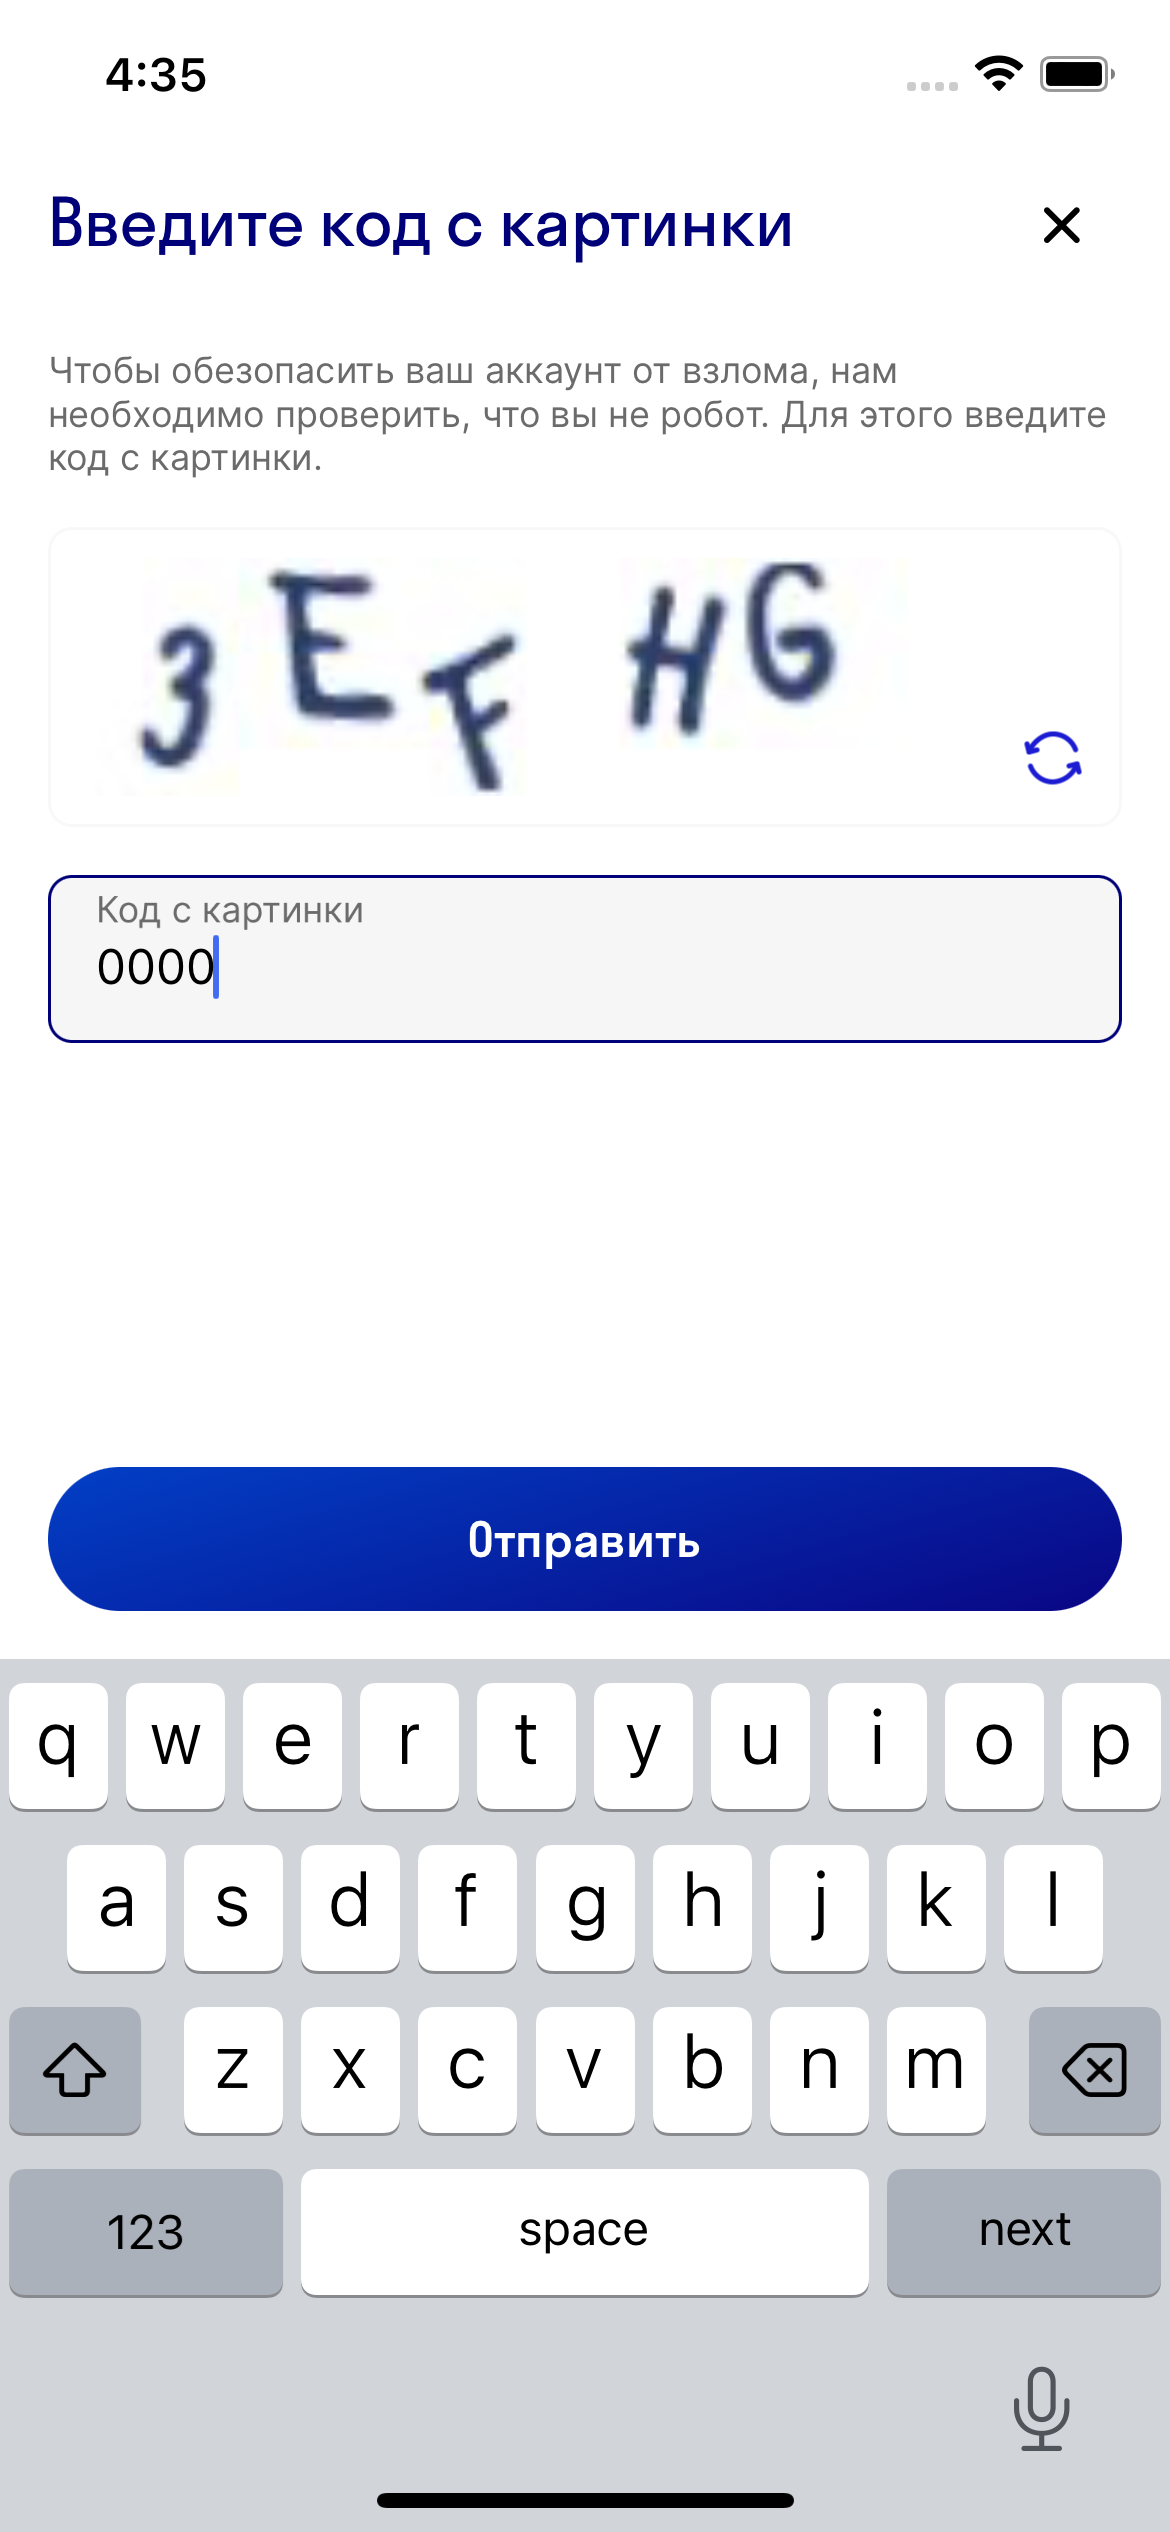 4:35
Введите код с картинки
Чтобы обезопасить ваш аккаунт от взлома, нам
необходимо проверить, что вы не робот. Для этого введите
код с картинки.
3EFHG
Код с картинки
0000
Отправить
q w e r t y u i o p
a s d f g h j k l
z x c v b n m
123 space next